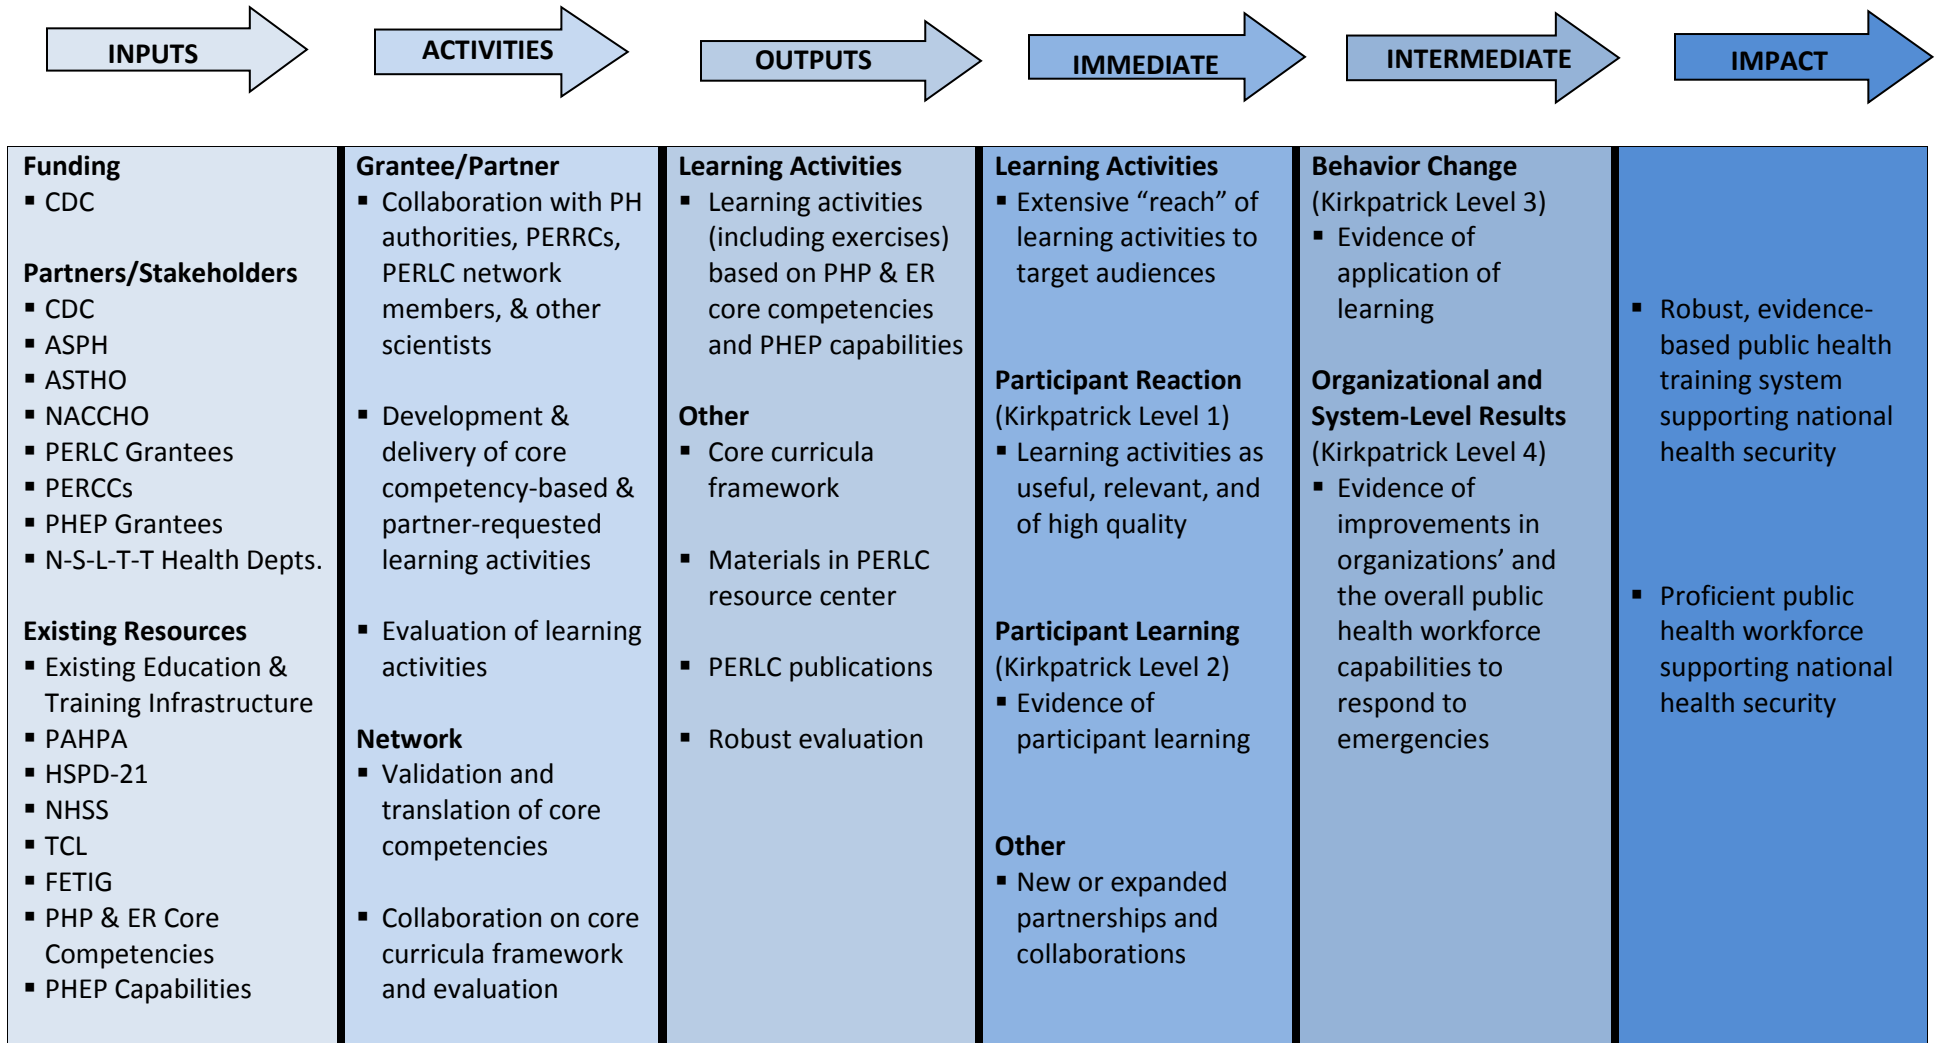 INPUTS
ACTIVITIES
OUTPUTS
IMMEDIATE
INTERMEDIATE
IMPACT
Funding
▪ CDC
Partners/Stakeholders
▪ CDC
▪ ASPH
▪ ASTHO
▪ NACCHO
▪ PERLC Grantees
▪ PERCCs
▪ PHEP Grantees
▪ N-S-L-T-T Health Depts.
Existing Resources
▪ Existing Education &
Training Infrastructure
▪ PAHPA
▪ HSPD-21
▪ NHSS
▪ TCL
▪ FETIG
▪ PHP & ER Core
Competencies
▪ PHEP Capabilities
Grantee/Partner
▪ Collaboration with PH
authorities, PERRCs,
PERLC network
members, & other
scientists
▪ Development &
delivery of core
competency-based &
partner-requested
learning activities
▪ Evaluation of learning
activities
Network
▪ Validation and
translation of core
competencies
▪ Collaboration on core
curricula framework
and evaluation
Learning Activities
▪ Learning activities
(including exercises)
based on PHP & ER
core competencies
and PHEP capabilities
Other
▪ Core curricula
framework
▪ Materials in PERLC
resource center
▪ PERLC publications
▪ Robust evaluation
Learning Activities
▪ Extensive “reach” of
learning activities to
target audiences
Participant Reaction
(Kirkpatrick Level 1)
▪ Learning activities as
useful, relevant, and
of high quality
Participant Learning
(Kirkpatrick Level 2)
▪ Evidence of
participant learning
Other
▪ New or expanded
partnerships and
collaborations
Behavior Change
(Kirkpatrick Level 3)
▪ Evidence of
application of
learning
Organizational and
System-Level Results
(Kirkpatrick Level 4)
▪ Evidence of
improvements in
organizations’ and
the overall public
health workforce
capabilities to
respond to
emergencies
▪ Robust, evidence-
based public health
training system
supporting national
health security
▪ Proficient public
health workforce
supporting national
health security